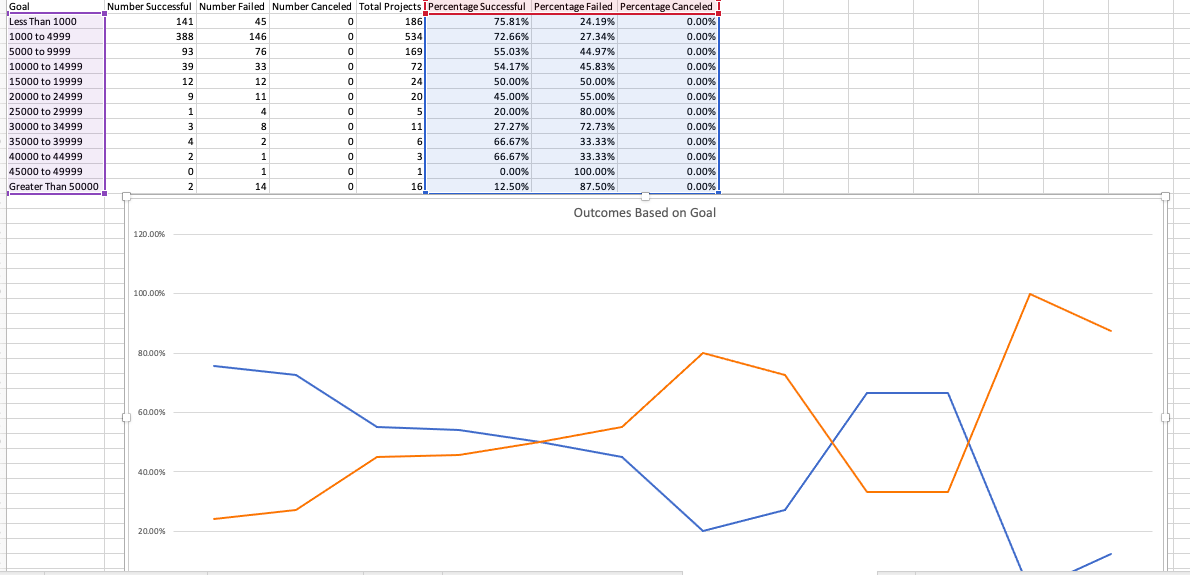 Goal Number Successful Number Failed Number Canceled Total Projects Percentage Successful Percentage Failed Percentage Canceled
Less Than 1000 141 45 0 186 75.81% 24.19% 0.00%
1000 to 4999 388 146 0 534 72.66% 27.34% 0.00%
5000 to 9999 93 76 0 169 55.03% 44.97% 0.00%
10000 to 14999 39 33 0 72 54.17% 45.83% 0.00%
15000 to 19999 12 12 0 24 50.00% 50.00% 0.00%
20000 to 24999 9 11 0 20 45.00% 55.00% 0.00%
25000 to 29999 1 4 0 5 20.00% 80.00% 0.00%
30000 to 34999 3 8 0 11 27.27% 72.73% 0.00%
35000 to 39999 4 2 0 6 66.67% 33.33% 0.00%
40000 to 44999 2 1 0 3 66.67% 33.33% 0.00%
45000 to 49999 0 1 0 1 0.00% 100.00% 0.00%
Greater Than 50000 2 14 0 16 12.50% 87.50% 0.00%
Outcomes Based on Goal
120.00%
100.00%
80.00%
60.00%
40.00%
20.00%